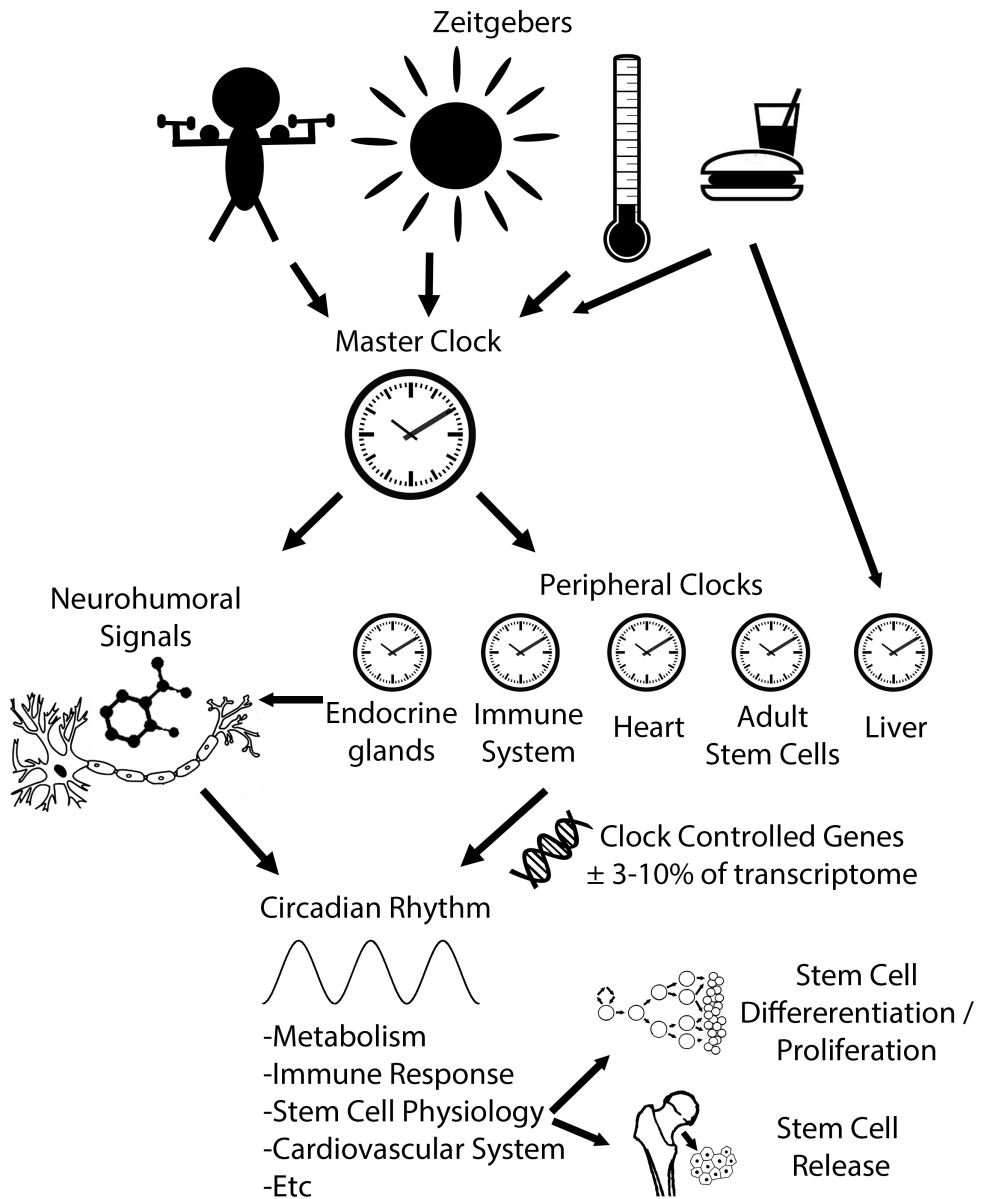 Zeitgebers
Master Clock
Neurohumoral
Signals
Peripheral Clocks
Endocrine
glands
Immune
System
Heart
Adult
Stem Cells
Liver
Clock Controlled Genes
± 3-10% of transcriptome
Circadian Rhythm
-Metabolism
-Immune Response
-Stem Cell Physiology
-Cardiovascular System
-Etc
Stem Cell
Differerentiation /
Proliferation
Stem Cell
Release